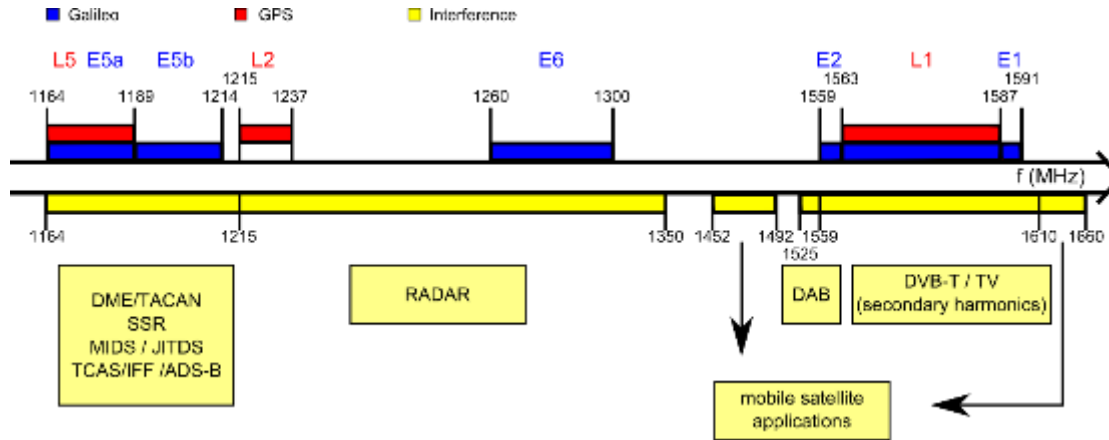 Galileo GPS Interference
L5 E5a E5b L2 E6 E2 L1 E1
1215 1563 1591
1164 1189 1214 1237 1260 1300 1559 1587
f (MHz)
1164 1215 1350 1452 1492 1559 1610 1660
1525
DME/TACAN
SSR
MIDS / JITDS
TCAS/IFF /ADS-B
RADAR
DAB
DVB-T / TV
(secondary harmonics)
mobile satellite
applications